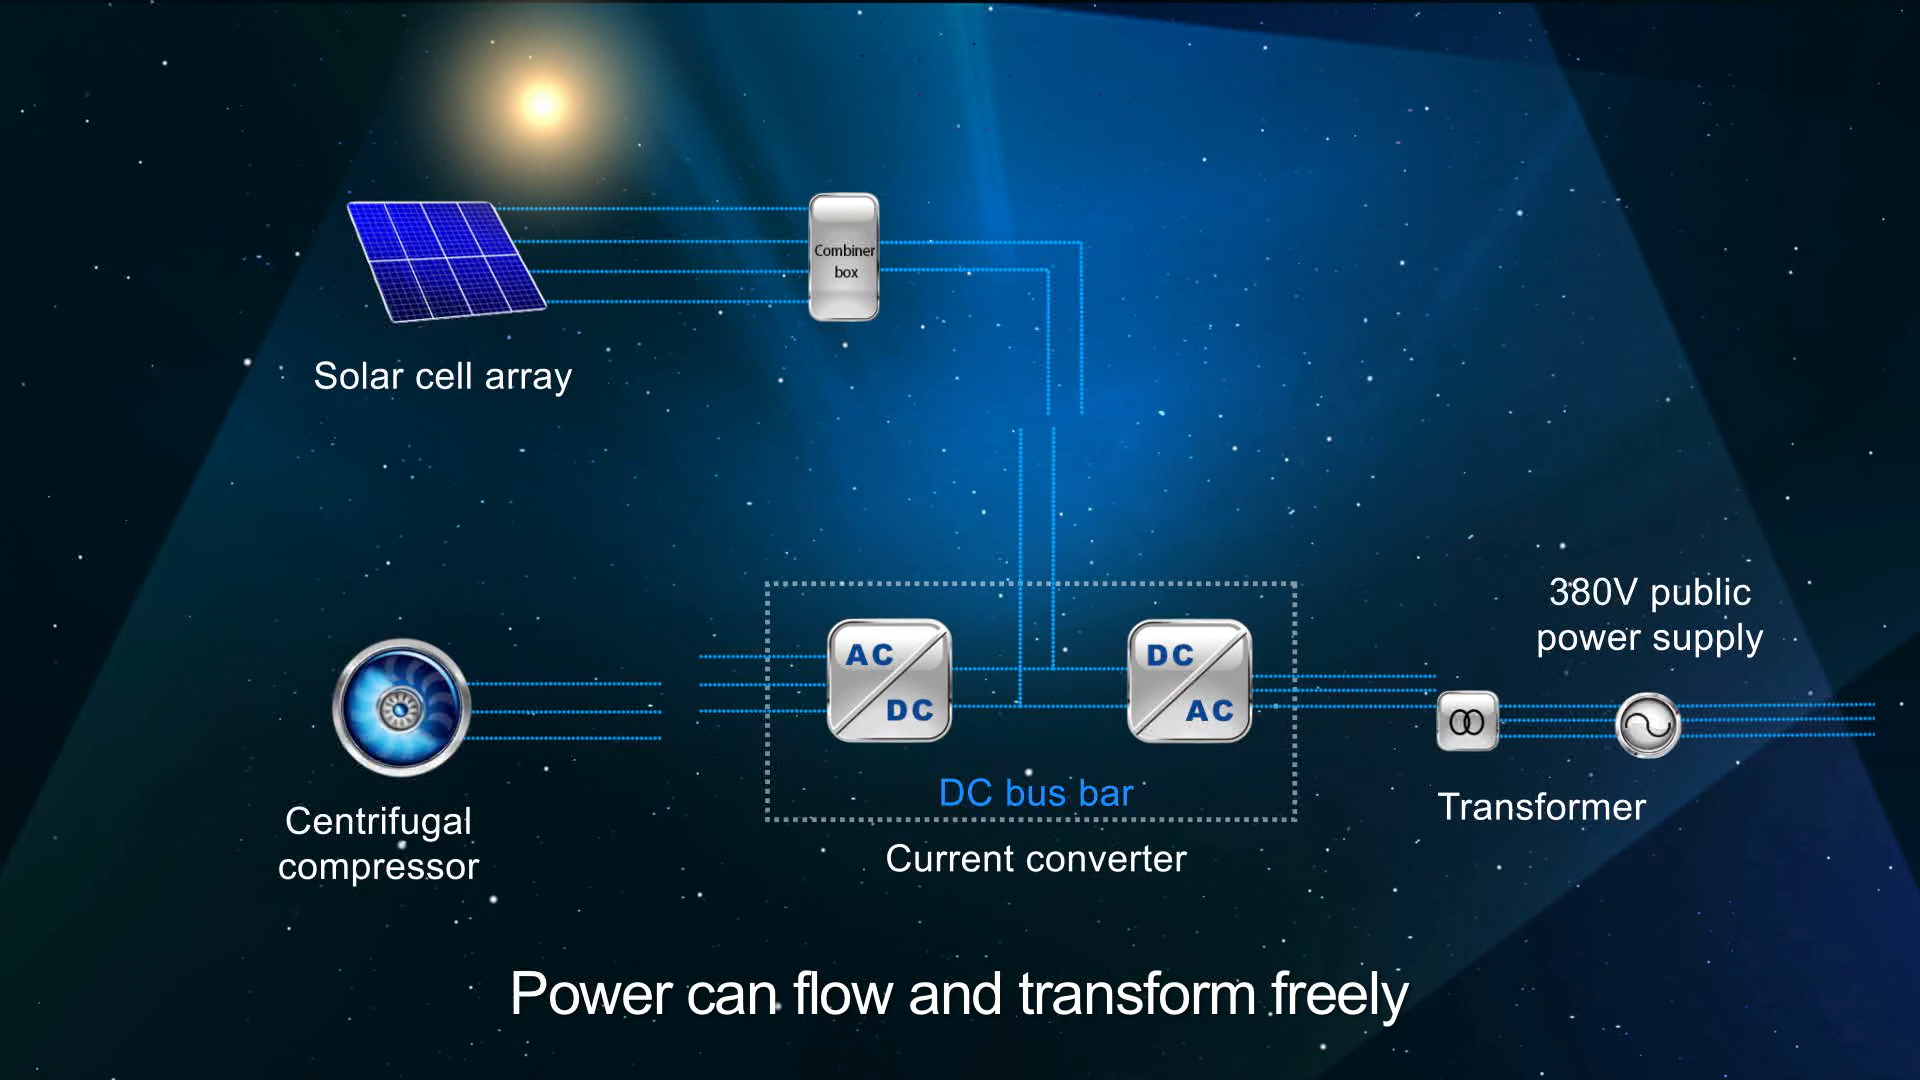 Combiner
box
Solar cell array
380V public
power supply
AC
DC
DC
AC
DC bus bar
Transformer
Centrifugal
compressor
Current converter
Power can flow and transform freely